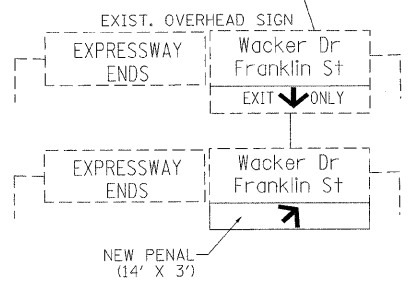 EXIST. OVERHEAD SIGN
EXPRESSWAY
ENDS
Wacker Dr
Franklin St
EXIT ONLY
EXPRESSWAY
ENDS
Wacker Dr
Franklin St
NEW PENAL
(14' X 3')